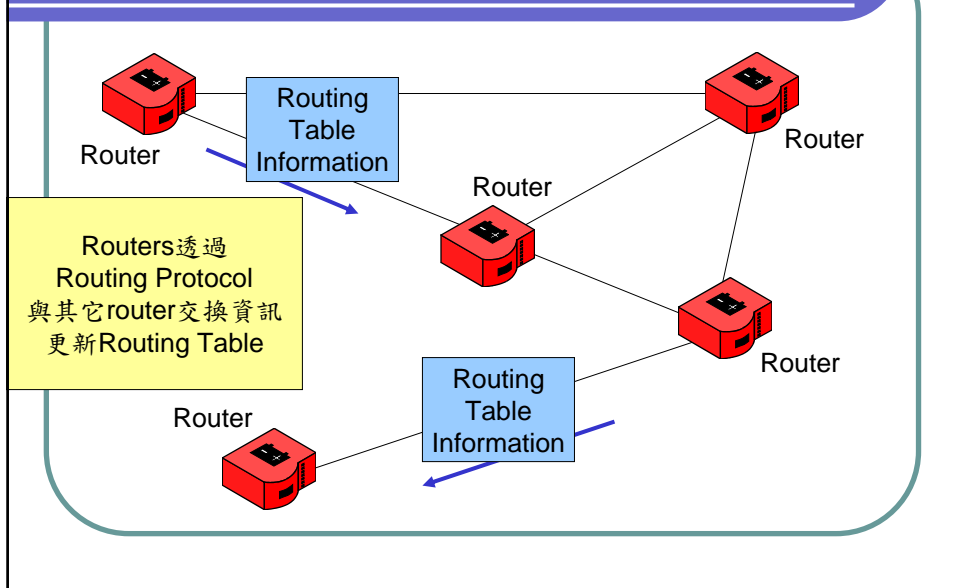 Routing
Table
Information
Router
Router
Router
Routers透過
Routing Protocol
與其它router交換資訊
更新Routing Table
Router
Routing
Table
Information
Router